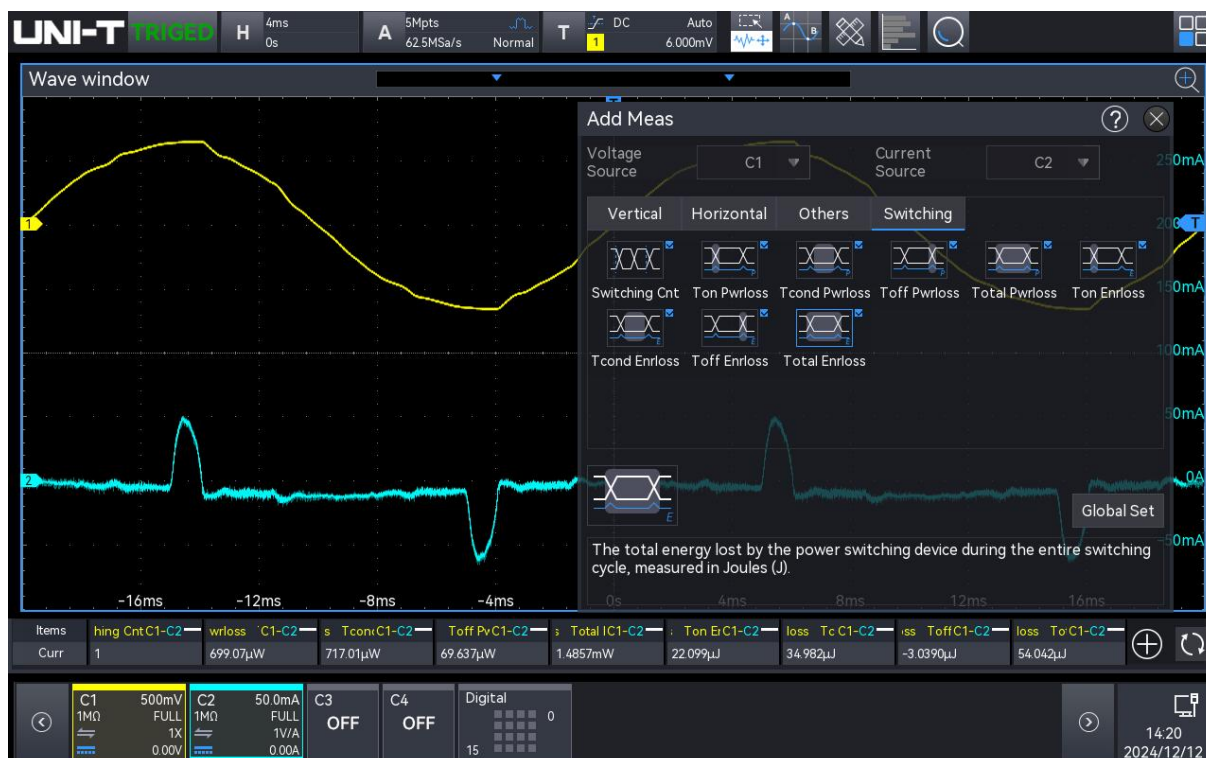 UNI-T TRIGED H 4ms 0s A 5Mpts 62.5MSa/s Normal T DC 1 Auto 6.000mV A B
Wave window
T
Add Meas ?
Voltage Source C1 Current Source C2 250mA
Vertical Horizontal Others Switching
1 T
Switching Cnt Ton Pwrloss Tcond Pwrloss Toff Pwrloss Total Pwrloss Ton Enrloss 150mA
Tcond Enrloss Toff Enrloss Total Enrloss 100mA
50mA
2 0A
E Global Set
The total energy lost by the power switching device during the entire switching -50mA
cycle, measured in Joules (J).
-16ms -12ms -8ms -4ms 0s 4ms 8ms 12ms 16ms
Items hing Cnt C1-C2 wrloss C1-C2 s Tcon C1-C2 Toff Pv C1-C2 s Total l C1-C2 Ton Er C1-C2 loss Tc C1-C2 ss Toff C1-C2 loss To C1-C2
Curr 1 699.07μW 717.01μW 69.637μW 1.4857mW 22.099μJ 34.982μJ -3.0390μJ 54.042μJ
C1 500mV C2 50.0mA C3 C4 Digital
1MΩ FULL 1MΩ FULL OFF OFF 0
1X 1V/A 14:20
0.00V 0.00A 15 2024/12/12